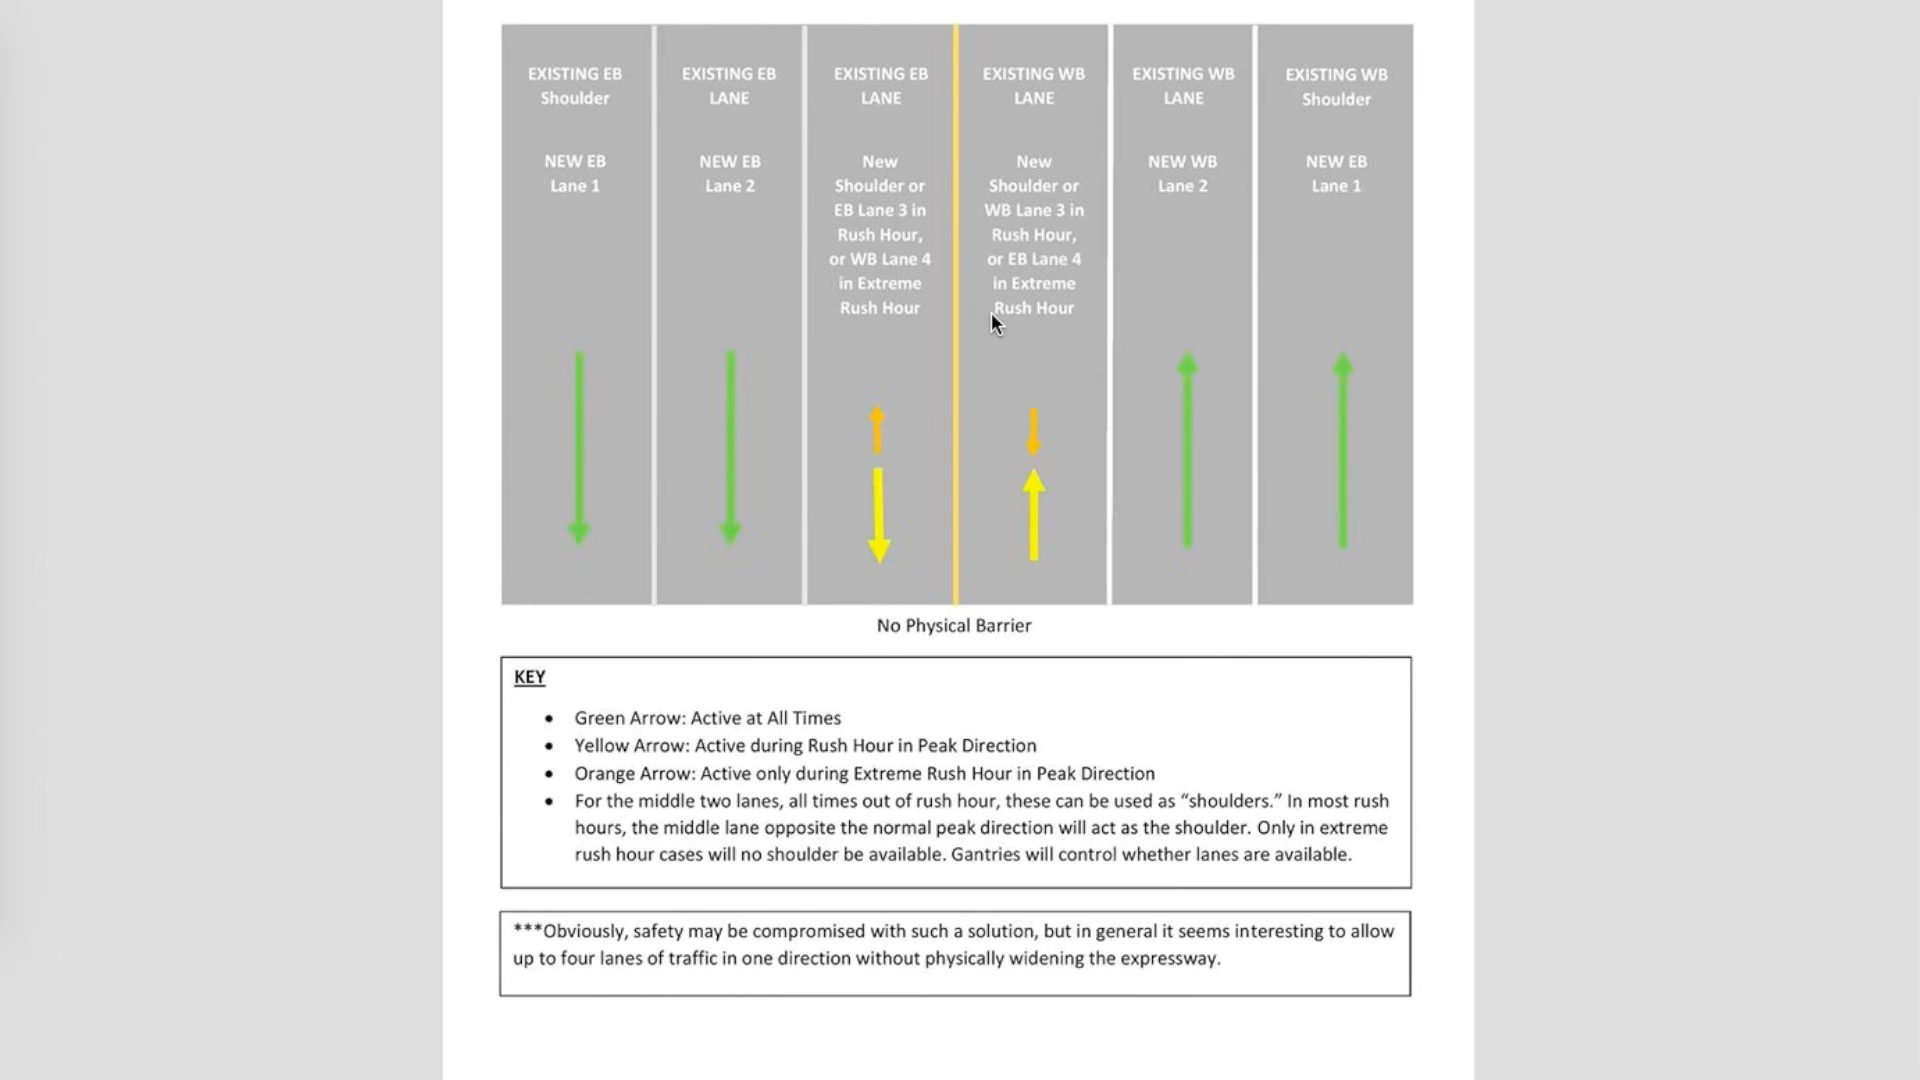 EXISTING EB
Shoulder
NEW EB
Lane 1
EXISTING EB
LANE
NEW EB
Lane 2
EXISTING EB
LANE
New
Shoulder or
EB Lane 3 in
Rush Hour,
or WB Lane 4
in Extreme
Rush Hour
EXISTING WB
LANE
New
Shoulder or
WB Lane 3 in
Rush Hour,
or EB Lane 4
in Extreme
Rush Hour
EXISTING WB
LANE
NEW WB
Lane 2
EXISTING WB
Shoulder
NEW EB
Lane 1
No Physical Barrier
KEY
• Green Arrow: Active at All Times
• Yellow Arrow: Active during Rush Hour in Peak Direction
• Orange Arrow: Active only during Extreme Rush Hour in Peak Direction
• For the middle two lanes, all times out of rush hour, these can be used as “shoulders.” In most rush
hours, the middle lane opposite the normal peak direction will act as the shoulder. Only in extreme
rush hour cases will no shoulder be available. Gantries will control whether lanes are available.
***Obviously, safety may be compromised with such a solution, but in general it seems interesting to allow
up to four lanes of traffic in one direction without physically widening the expressway.